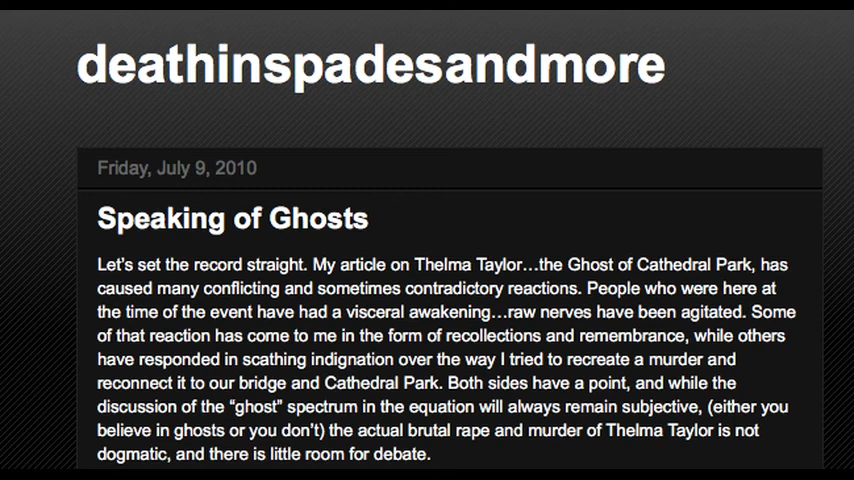 deathinspadesandmore
Friday, July 9, 2010
Speaking of Ghosts
Let's set the record straight. My article on Thelma Taylor…the Ghost of Cathedral Park, has
caused many conflicting and sometimes contradictory reactions. People who were here at
the time of the event have had a visceral awakening…raw nerves have been agitated. Some
of that reaction has come to me in the form of recollections and remembrance, while others
have responded in scathing indignation over the way I tried to recreate a murder and
reconnect it to our bridge and Cathedral Park. Both sides have a point, and while the
discussion of the “ghost” spectrum in the equation will always remain subjective, (either you
believe in ghosts or you don't) the actual brutal rape and murder of Thelma Taylor is not
dogmatic, and there is little room for debate.